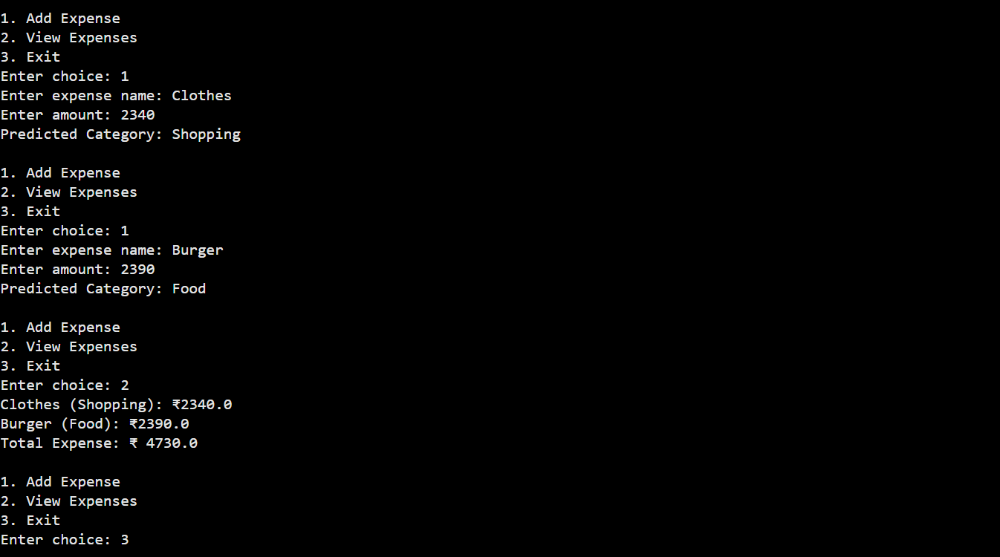 1. Add Expense
2. View Expenses
3. Exit
Enter choice: 1
Enter expense name: Clothes
Enter amount: 2340
Predicted Category: Shopping

1. Add Expense
2. View Expenses
3. Exit
Enter choice: 1
Enter expense name: Burger
Enter amount: 2390
Predicted Category: Food

1. Add Expense
2. View Expenses
3. Exit
Enter choice: 2
Clothes (Shopping): ₹2340.0
Burger (Food): ₹2390.0
Total Expense: ₹ 4730.0

1. Add Expense
2. View Expenses
3. Exit
Enter choice: 3